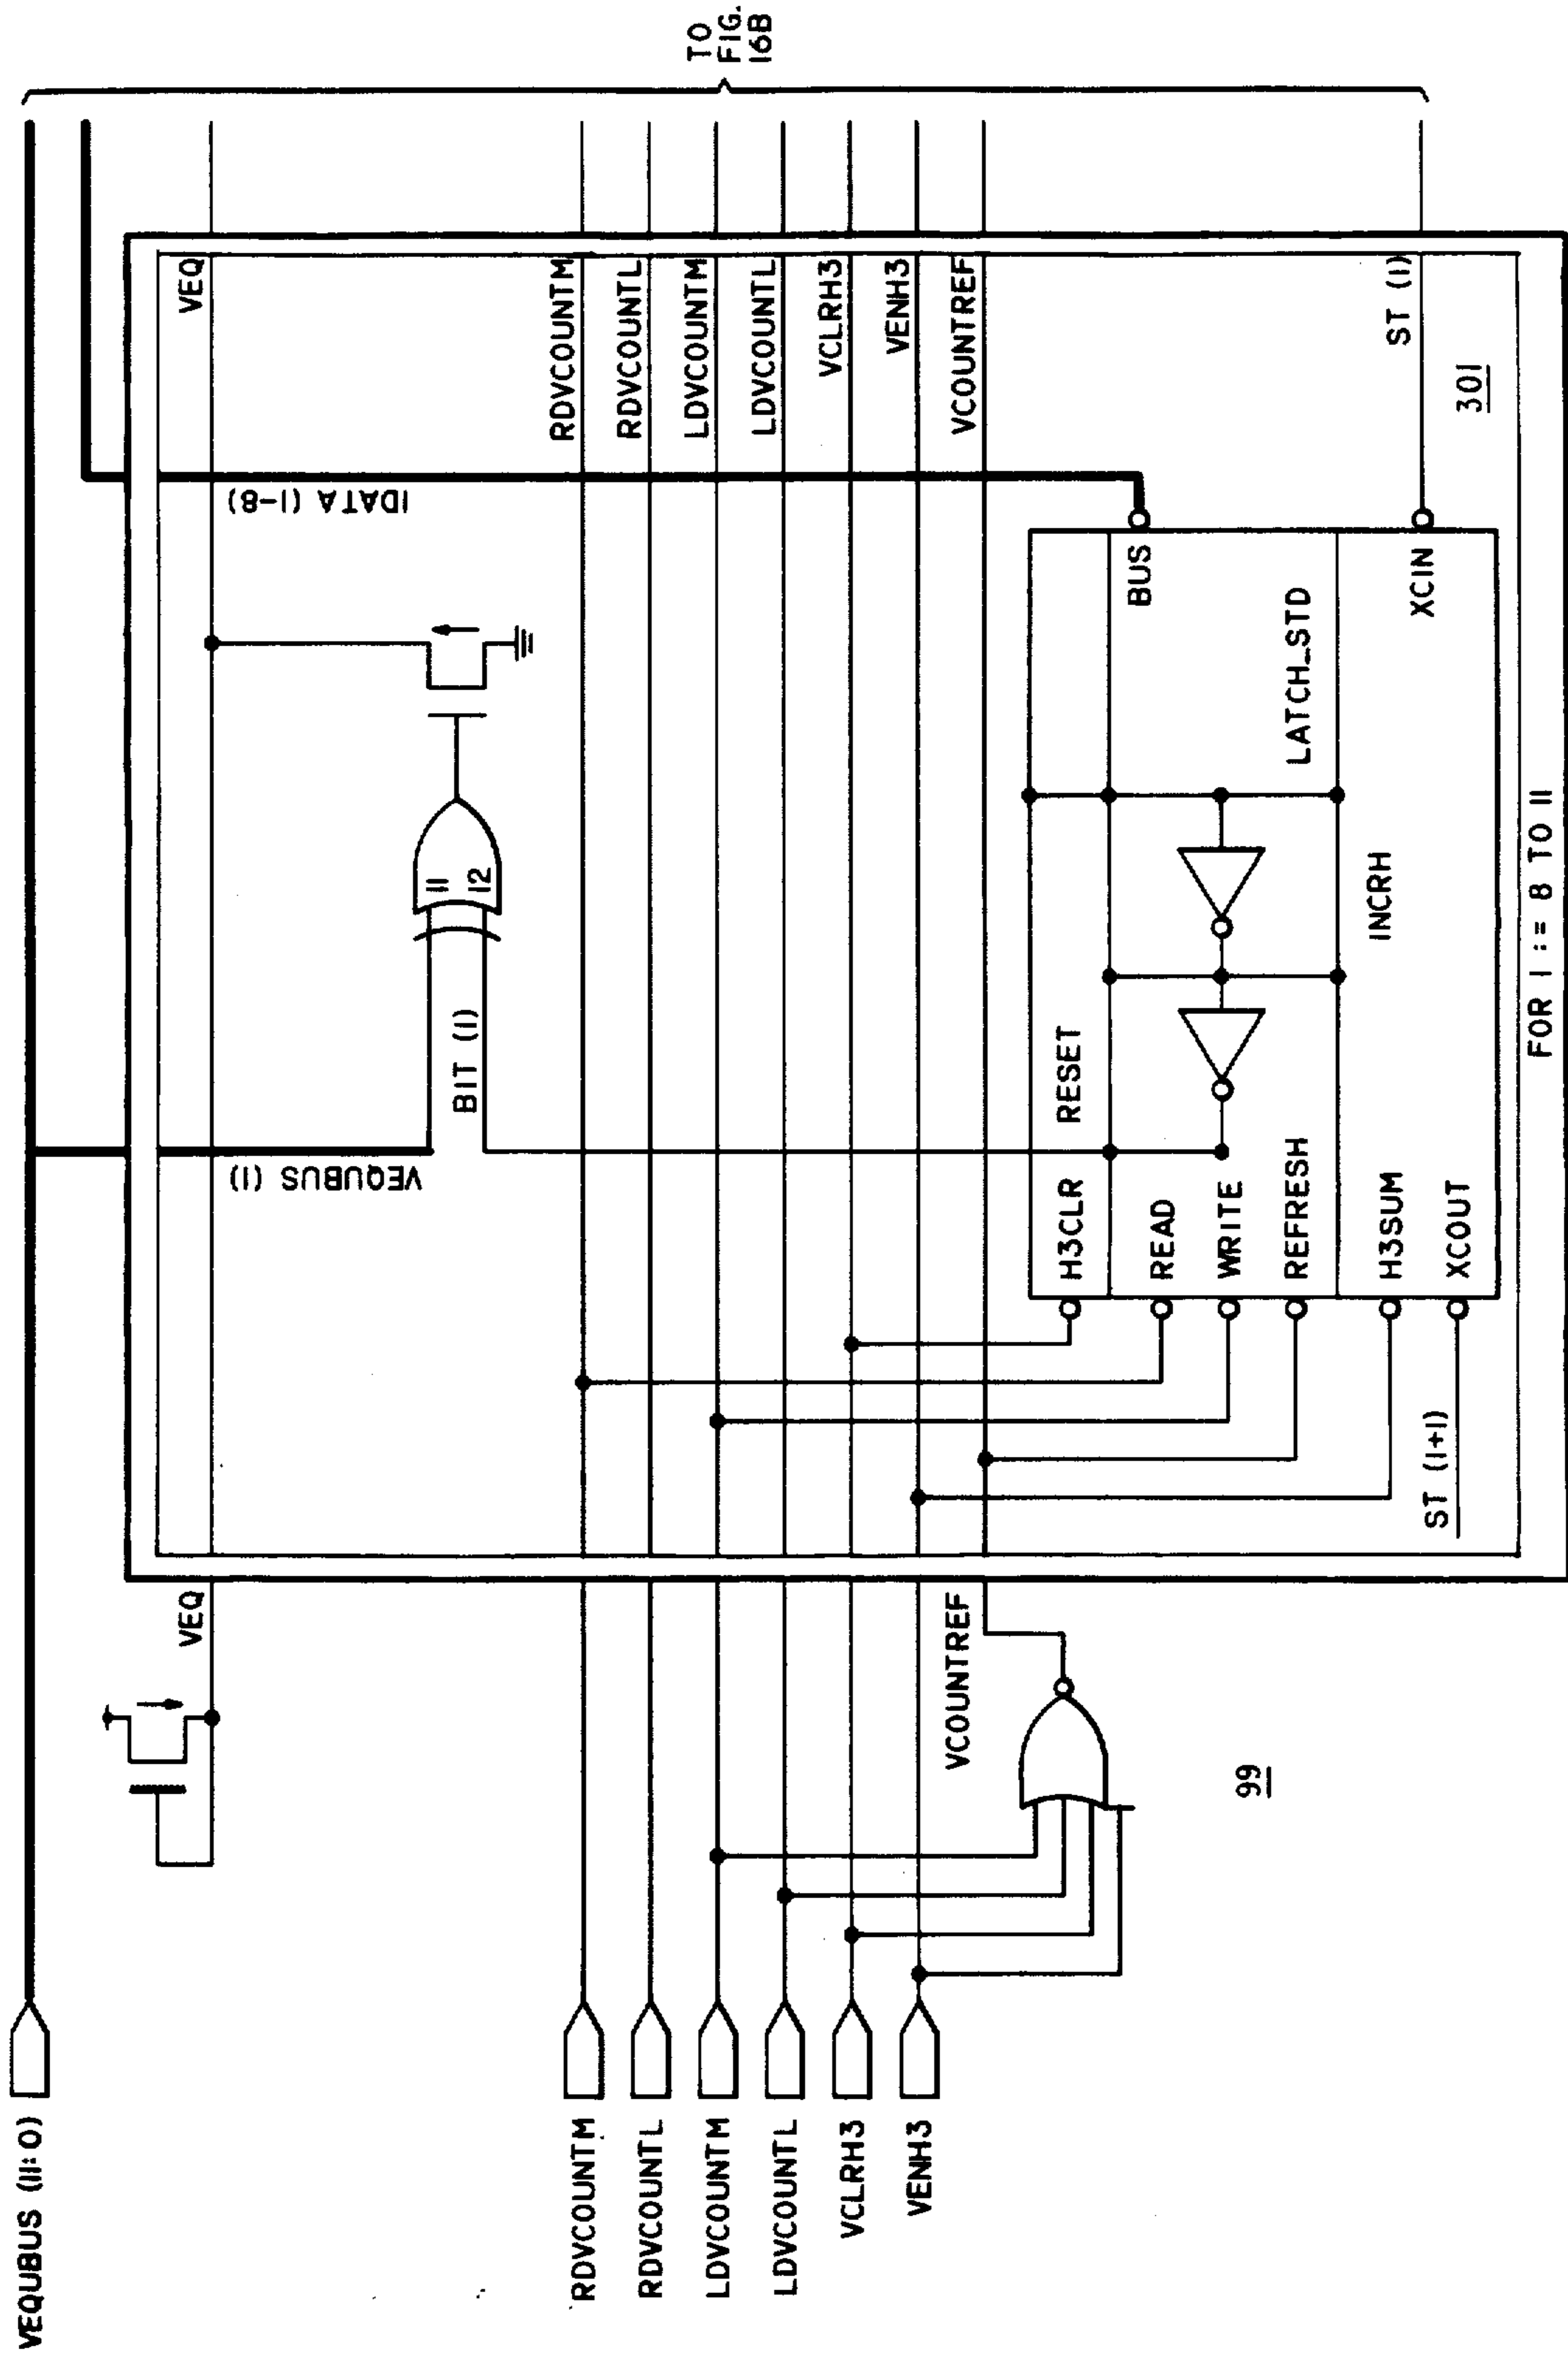 VEQUBUS (11:0)
RDVCOUNTM
RDVCOUNTL
LDVCOUNTM
LDVCOUNTL
VCLRH3
VENH3
VEQ
VCOUNTREF
99
VEQUBUS (I)
BIT (I)
11
12
IDATA (I-8)
VEQ
RDVCOUNTM
RDVCOUNTL
LDVCOUNTM
LDVCOUNTL
VCLRH3
VENH3
VCOUNTREF
H3CLR
RESET
READ
WRITE
REFRESH
BUS
LATCH_STD
H3SUM
INCRH
XCOUT
XCIN
ST (I+1)
ST (I)
301
FOR I := 8 TO 11
TO
FIG.
16B